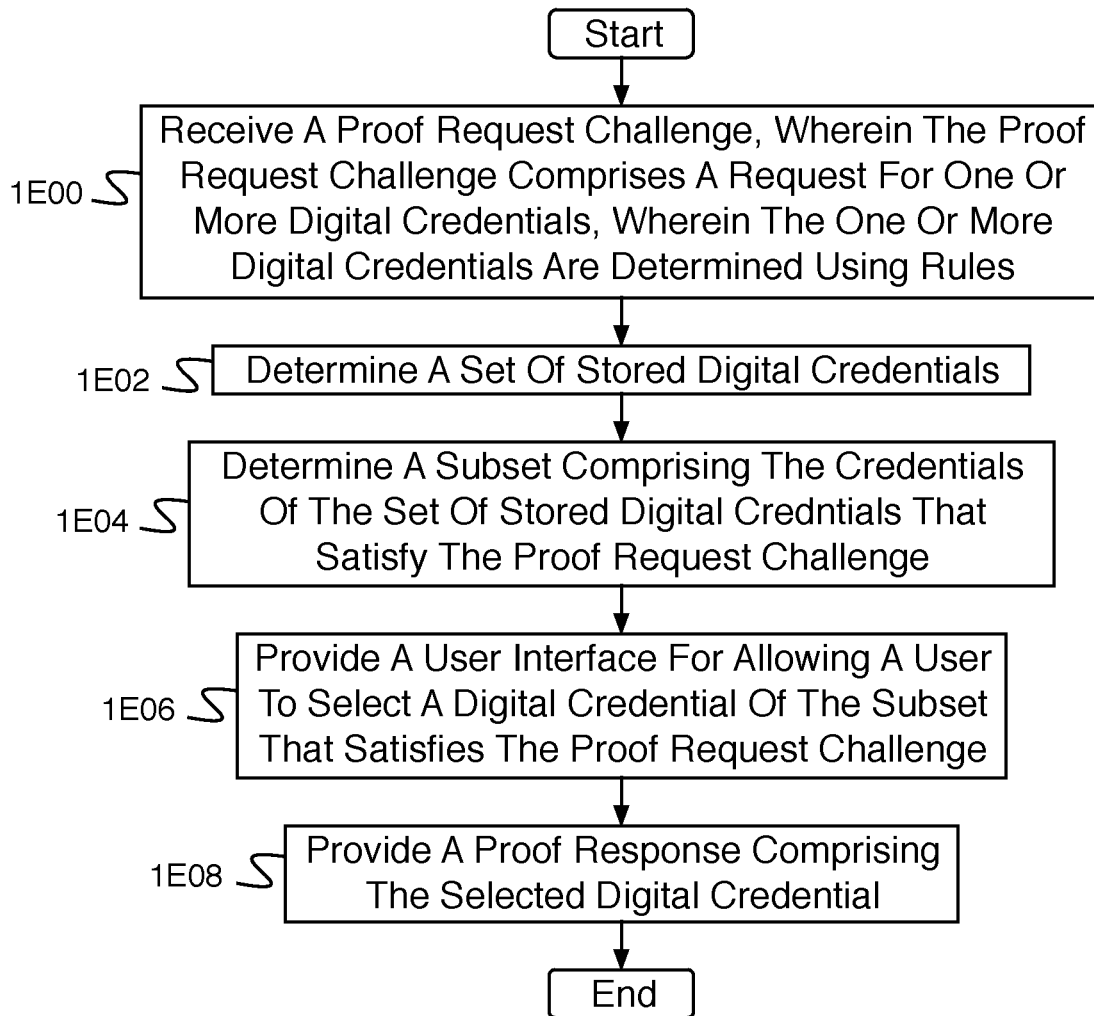 Start
Receive A Proof Request Challenge, Wherein The Proof
Request Challenge Comprises A Request For One Or
More Digital Credentials, Wherein The One Or More
Digital Credentials Are Determined Using Rules
1E00
Determine A Set Of Stored Digital Credentials
1E02
Determine A Subset Comprising The Credentials
Of The Set Of Stored Digital Credntials That
Satisfy The Proof Request Challenge
1E04
Provide A User Interface For Allowing A User
To Select A Digital Credential Of The Subset
That Satisfies The Proof Request Challenge
1E06
Provide A Proof Response Comprising
The Selected Digital Credential
1E08
End